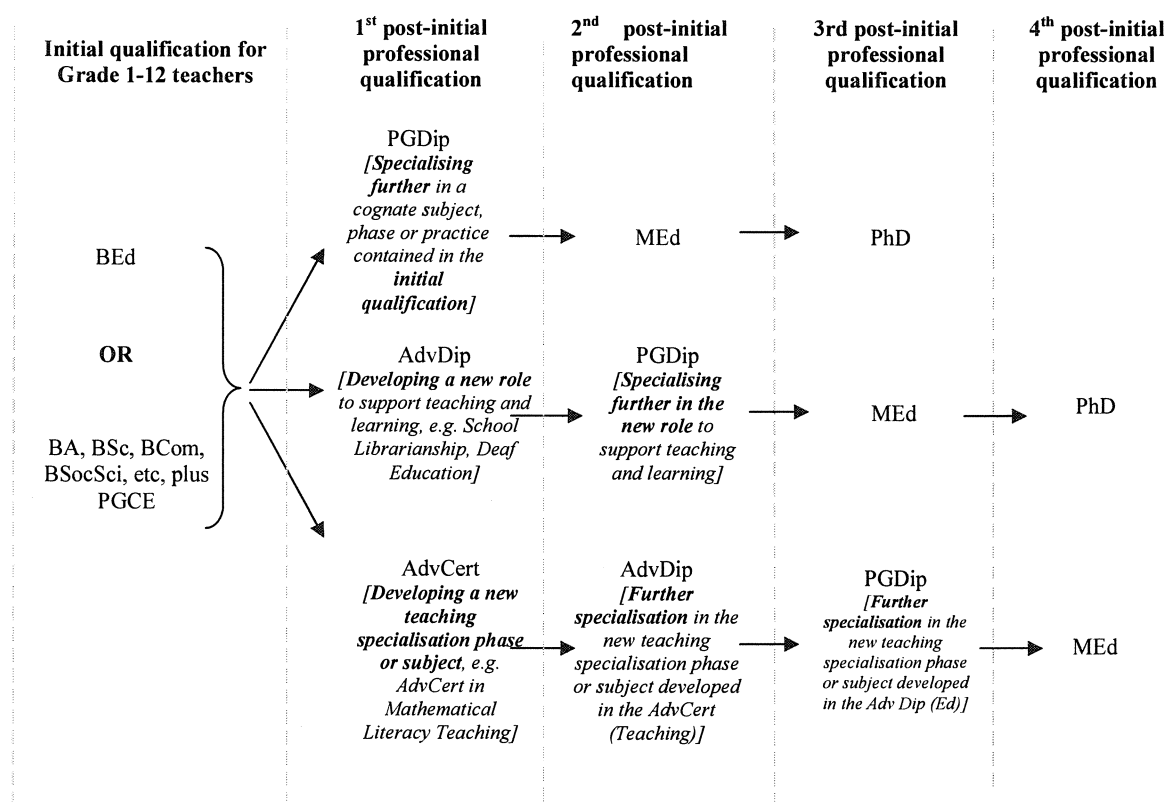 Initial qualification for
Grade 1-12 teachers
1st post-initial
professional
qualification
2nd post-initial
professional
qualification
3rd post-initial
professional
qualification
4th post-initial
professional
qualification
BEd
OR
BA, BSc, BCom,
BSocSci, etc, plus
PGCE
PGDip
[Specialising
further in a
cognate subject,
phase or practice
contained in the
initial
qualification]
MEd
PhD
AdvDip
[Developing a new role
to support teaching and
learning, e.g. School
Librarianship, Deaf
Education]
PGDip
[Specialising
further in the
new role to
support teaching
and learning]
MEd
PhD
AdvCert
[Developing a new
teaching
specialisation phase
or subject, e.g.
AdvCert in
Mathematical
Literacy Teaching]
AdvDip
[Further
specialisation in the
new teaching
specialisation phase
or subject developed
in the AdvCert
(Teaching)]
PGDip
[Further
specialisation in the
new teaching
specialisation phase
or subject developed
in the Adv Dip (Ed)]
MEd